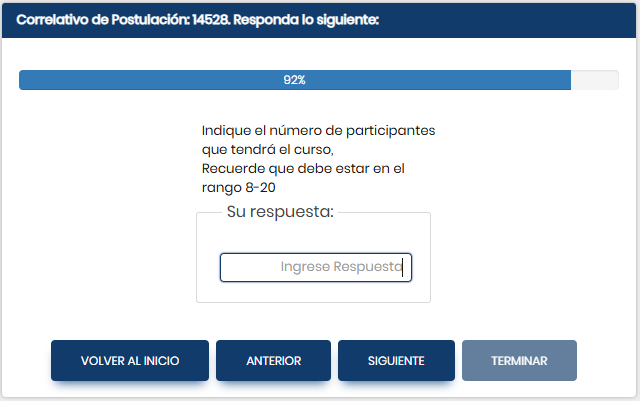 Correlativo de Postulación: 14528. Responda lo siguiente:
92%
Indique el número de participantes
que tendrá el curso,
Recuerde que debe estar en el
rango 8-20
Su respuesta:
Ingrese Respuesta
VOLVER AL INICIO
ANTERIOR
SIGUIENTE
TERMINAR